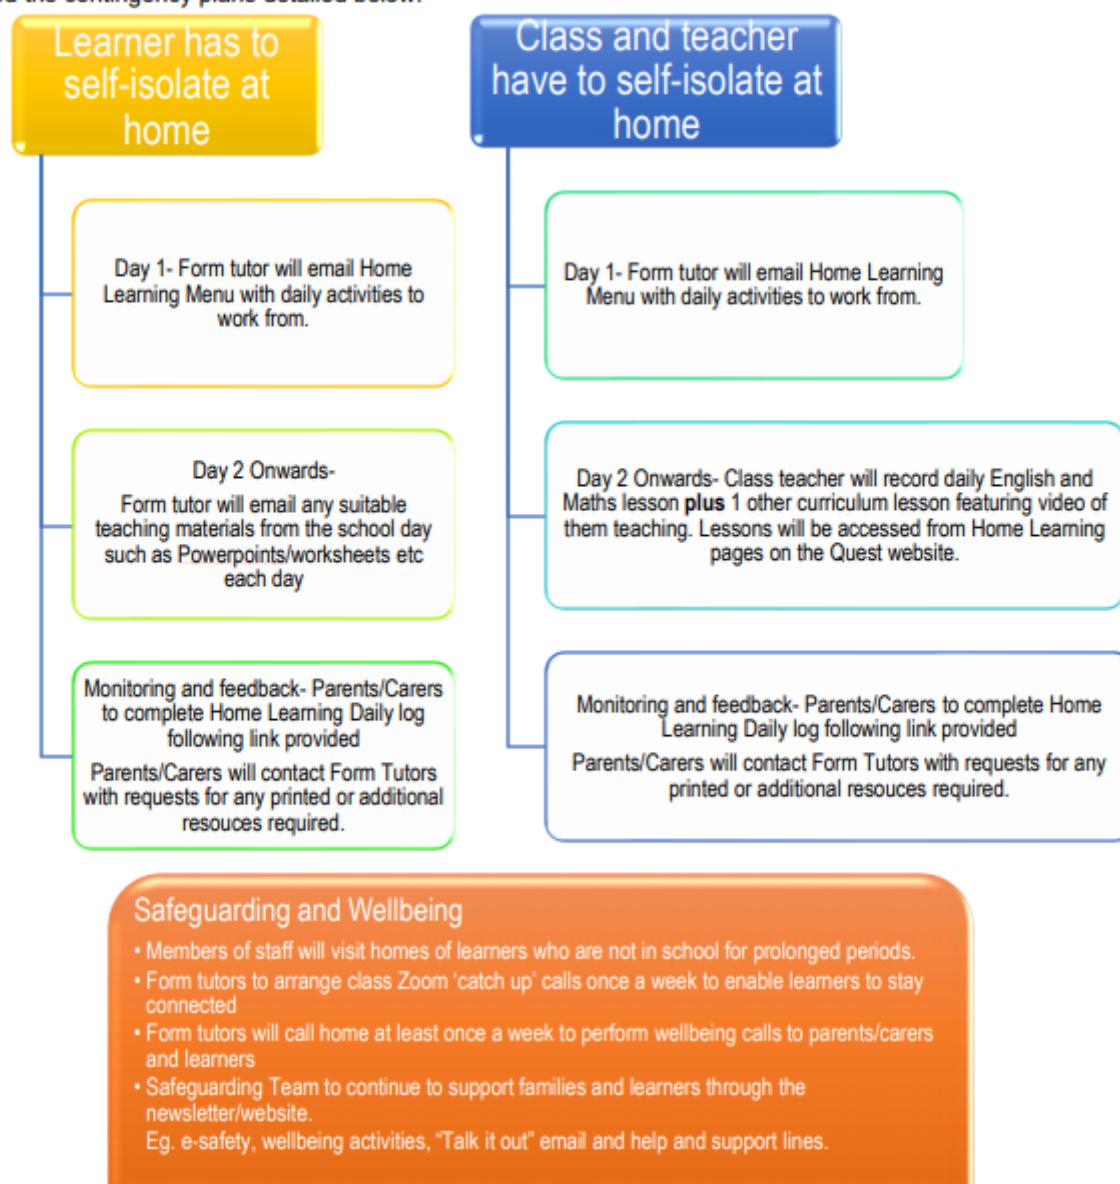 ed the contingency plans detailed below.
Learner has to
self-isolate at
home
Day 1- Form tutor will email Home
Learning Menu with daily activities to
work from.
Day 2 Onwards-
Form tutor will email any suitable
teaching materials from the school day
such as Powerpoints/worksheets etc
each day
Monitoring and feedback- Parents/Carers
to complete Home Learning Daily log
following link provided
Parents/Carers will contact Form Tutors
with requests for any printed or additional
resouces required.
Class and teacher
have to self-isolate at
home
Day 1- Form tutor will email Home Learning
Menu with daily activities to work from.
Day 2 Onwards- Class teacher will record daily English and
Maths lesson plus 1 other curriculum lesson featuring video of
them teaching. Lessons will be accessed from Home Learning
pages on the Quest website.
Monitoring and feedback- Parents/Carers to complete Home
Learning Daily log following link provided
Parents/Carers will contact Form Tutors with requests for any
printed or additional resouces required.
Safeguarding and Wellbeing
• Members of staff will visit homes of learners who are not in school for prolonged periods.
• Form tutors to arrange class Zoom ‘catch up’ calls once a week to enable learners to stay
connected
• Form tutors will call home at least once a week to perform wellbeing calls to parents/carers
and learners
• Safeguarding Team to continue to support families and learners through the
newsletter/website.
Eg. e-safety, wellbeing activities, “Talk it out” email and help and support lines.